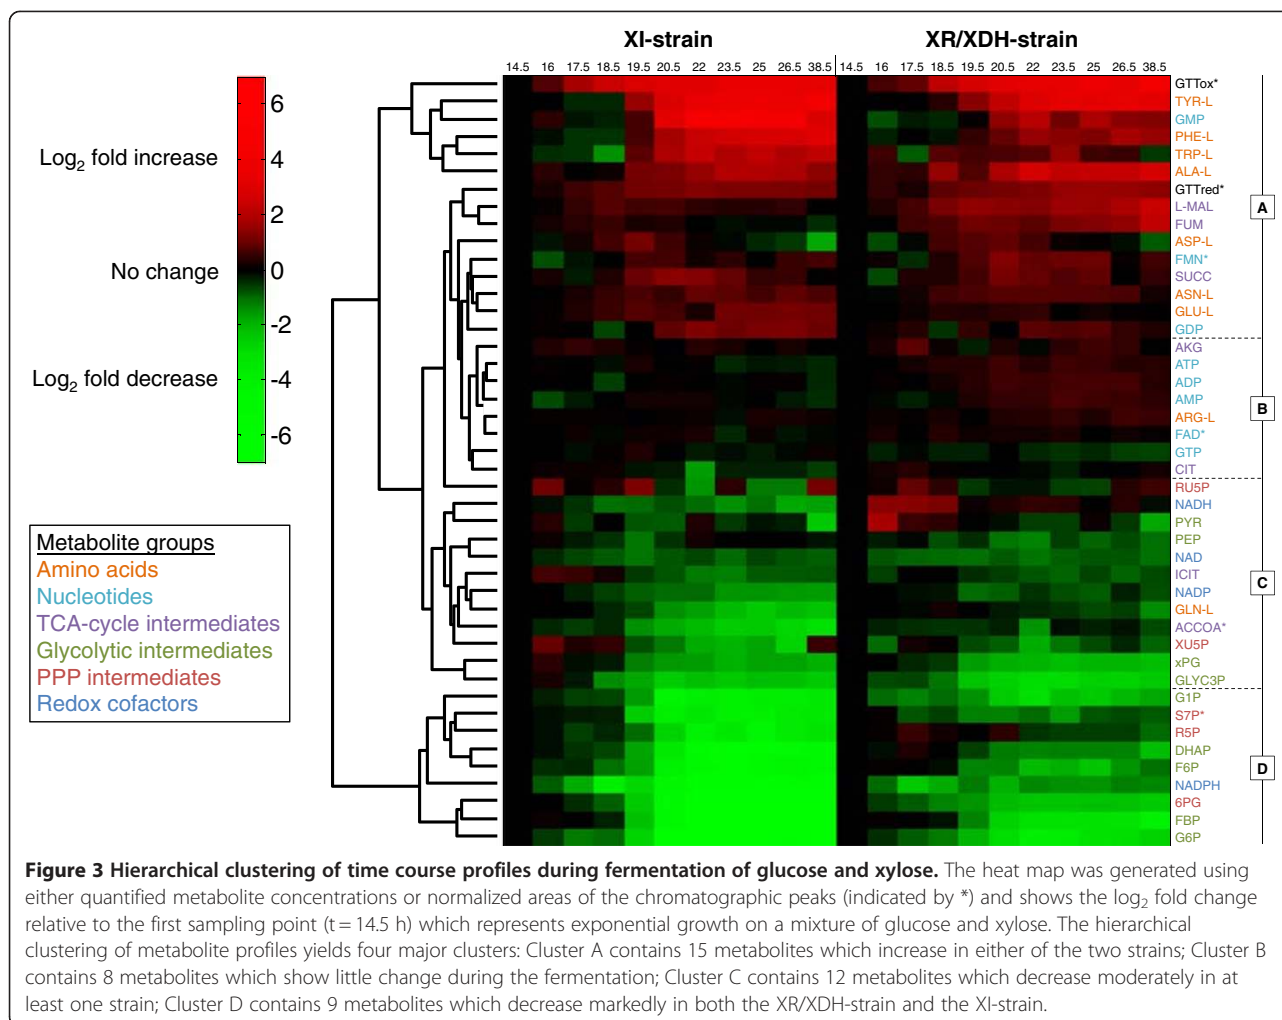 XI-strain
XR/XDH-strain
14.5 16 17.5 18.5 19.5 20.5 22 23.5 25 26.5 38.5 14.5 16 17.5 18.5 19.5 20.5 22 23.5 25 26.5 38.5
6
Log2 fold increase
4
2
No change
0
-2
Log2 fold decrease
-4
-6
Metabolite groups
Amino acids
Nucleotides
TCA-cycle intermediates
Glycolytic intermediates
PPP intermediates
Redox cofactors
GTTox*
TYR-L
GMP
PHE-L
TRP-L
ALA-L
GTTred*
L-MAL
FUM
ASP-L
FMN*
SUCC
ASN-L
GLU-L
GDP
AKG
ATP
ADP
AMP
ARG-L
FAD*
GTP
CIT
RU5P
NADH
PYR
PEP
NAD
ICIT
NADP
GLN-L
ACCOA*
XU5P
xPG
GLYC3P
G1P
S7P*
R5P
DHAP
F6P
NADPH
6PG
FBP
G6P
A
B
C
D
Figure 3 Hierarchical clustering of time course profiles during fermentation of glucose and xylose. The heat map was generated using
either quantified metabolite concentrations or normalized areas of the chromatographic peaks (indicated by *) and shows the log2 fold change
relative to the first sampling point (t = 14.5 h) which represents exponential growth on a mixture of glucose and xylose. The hierarchical
clustering of metabolite profiles yields four major clusters: Cluster A contains 15 metabolites which increase in either of the two strains; Cluster B
contains 8 metabolites which show little change during the fermentation; Cluster C contains 12 metabolites which decrease moderately in at
least one strain; Cluster D contains 9 metabolites which decrease markedly in both the XR/XDH-strain and the XI-strain.